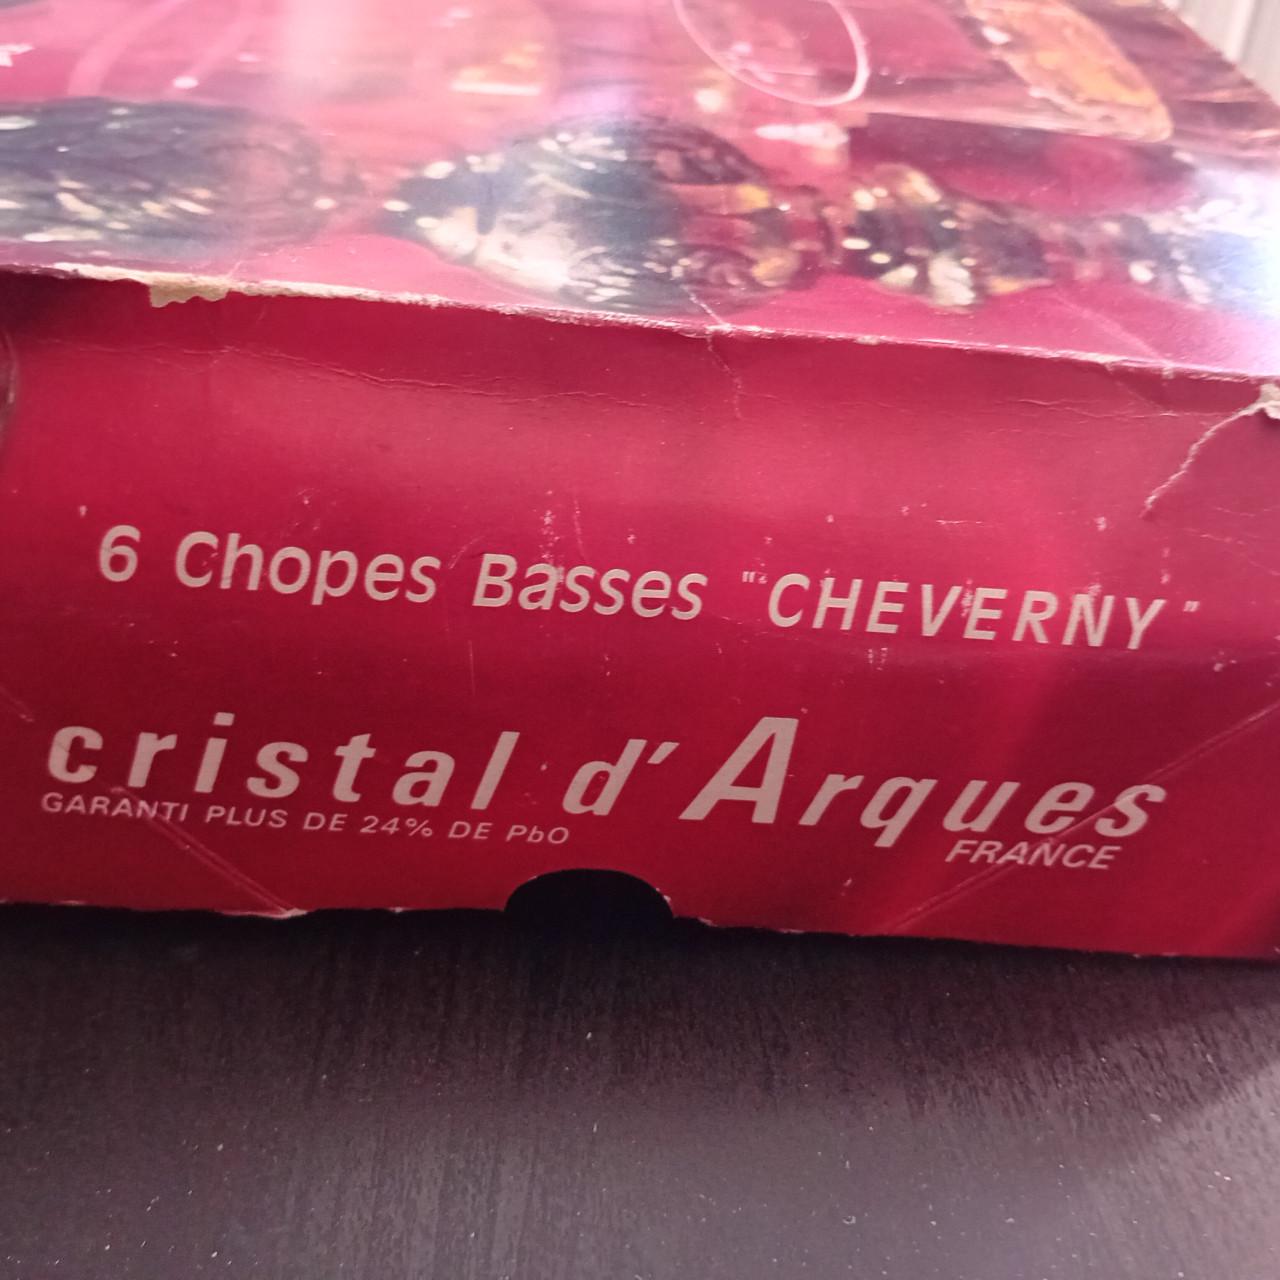 6 Chopes Basses "CHEVERNY"
cristal d'Arques
GARANTI PLUS DE 24% DE PbO
FRANCE